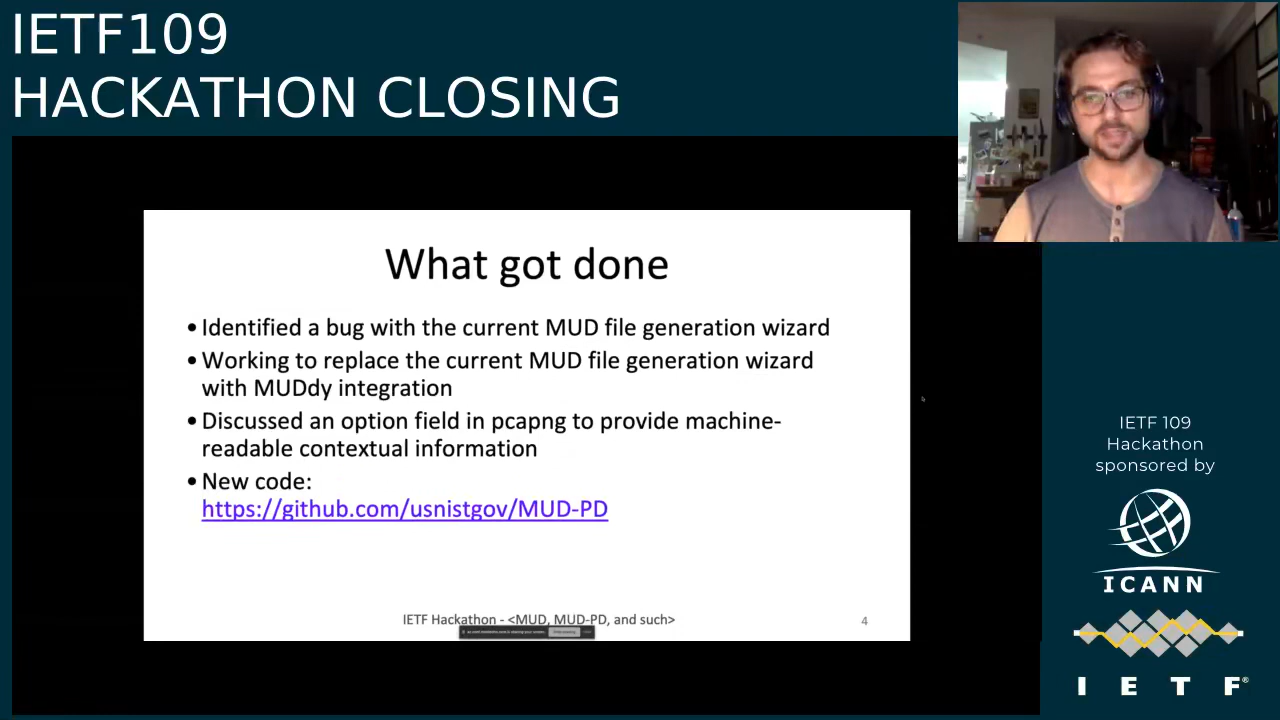 IETF109
HACKATHON CLOSING
What got done
• Identified a bug with the current MUD file generation wizard
• Working to replace the current MUD file generation wizard
with MUDdy integration
• Discussed an option field in pcapng to provide machine-
readable contextual information
• New code:
https://github.com/usnistgov/MUD-PD
IETF Hackathon - <MUD, MUD-PD, and such>
4
IETF 109
Hackathon
sponsored by
ICANN
I E T F®